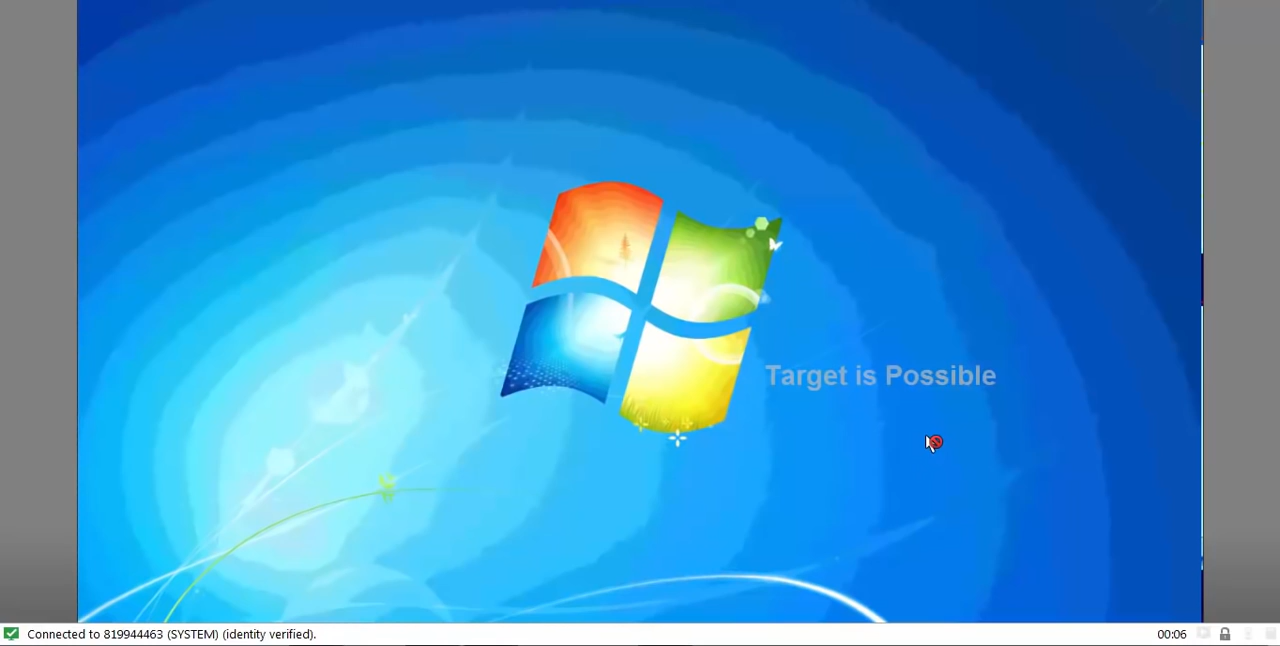 Target is Possible
Connected to 819944463 (SYSTEM) (identity verified).
00:06